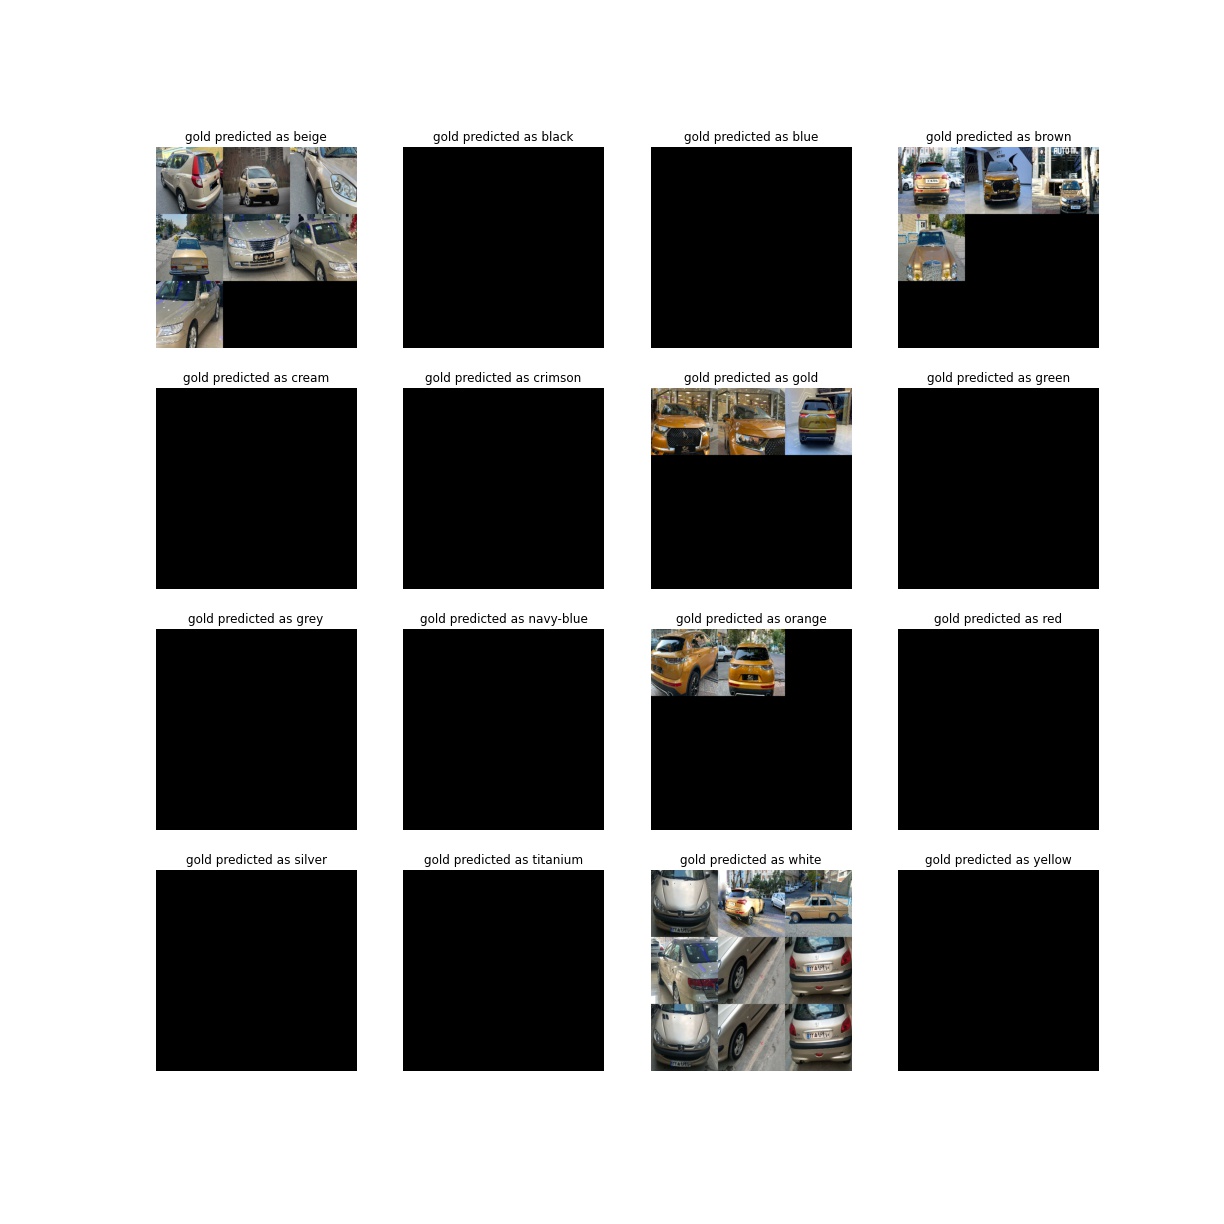 gold predicted as beige
gold predicted as black
gold predicted as blue
gold predicted as brown
gold predicted as cream
gold predicted as crimson
gold predicted as gold
gold predicted as green
gold predicted as grey
gold predicted as navy-blue
gold predicted as orange
gold predicted as red
gold predicted as silver
gold predicted as titanium
gold predicted as white
gold predicted as yellow